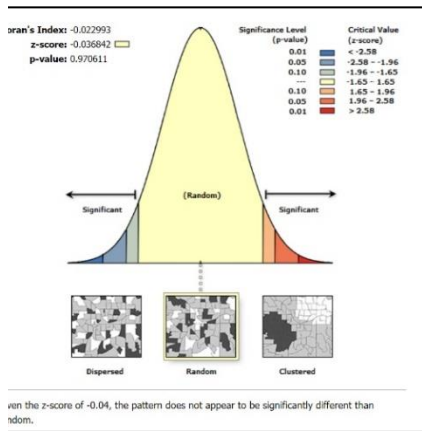 oran's Index: -0.022993
z-score: -0.036842
p-value: 0.970611
Significance Level
(p-value)
Critical Value
(z-score)
0.01 < -2.58
0.05 -2.58 - -1.96
0.10 -1.96 - -1.65
--- -1.65 - 1.65
0.10 1.65 - 1.96
0.05 1.96 - 2.58
0.01 > 2.58
(Random)
Significant Significant
Dispersed Random Clustered
ven the z-score of -0.04, the pattern does not appear to be significantly different than
ndom.